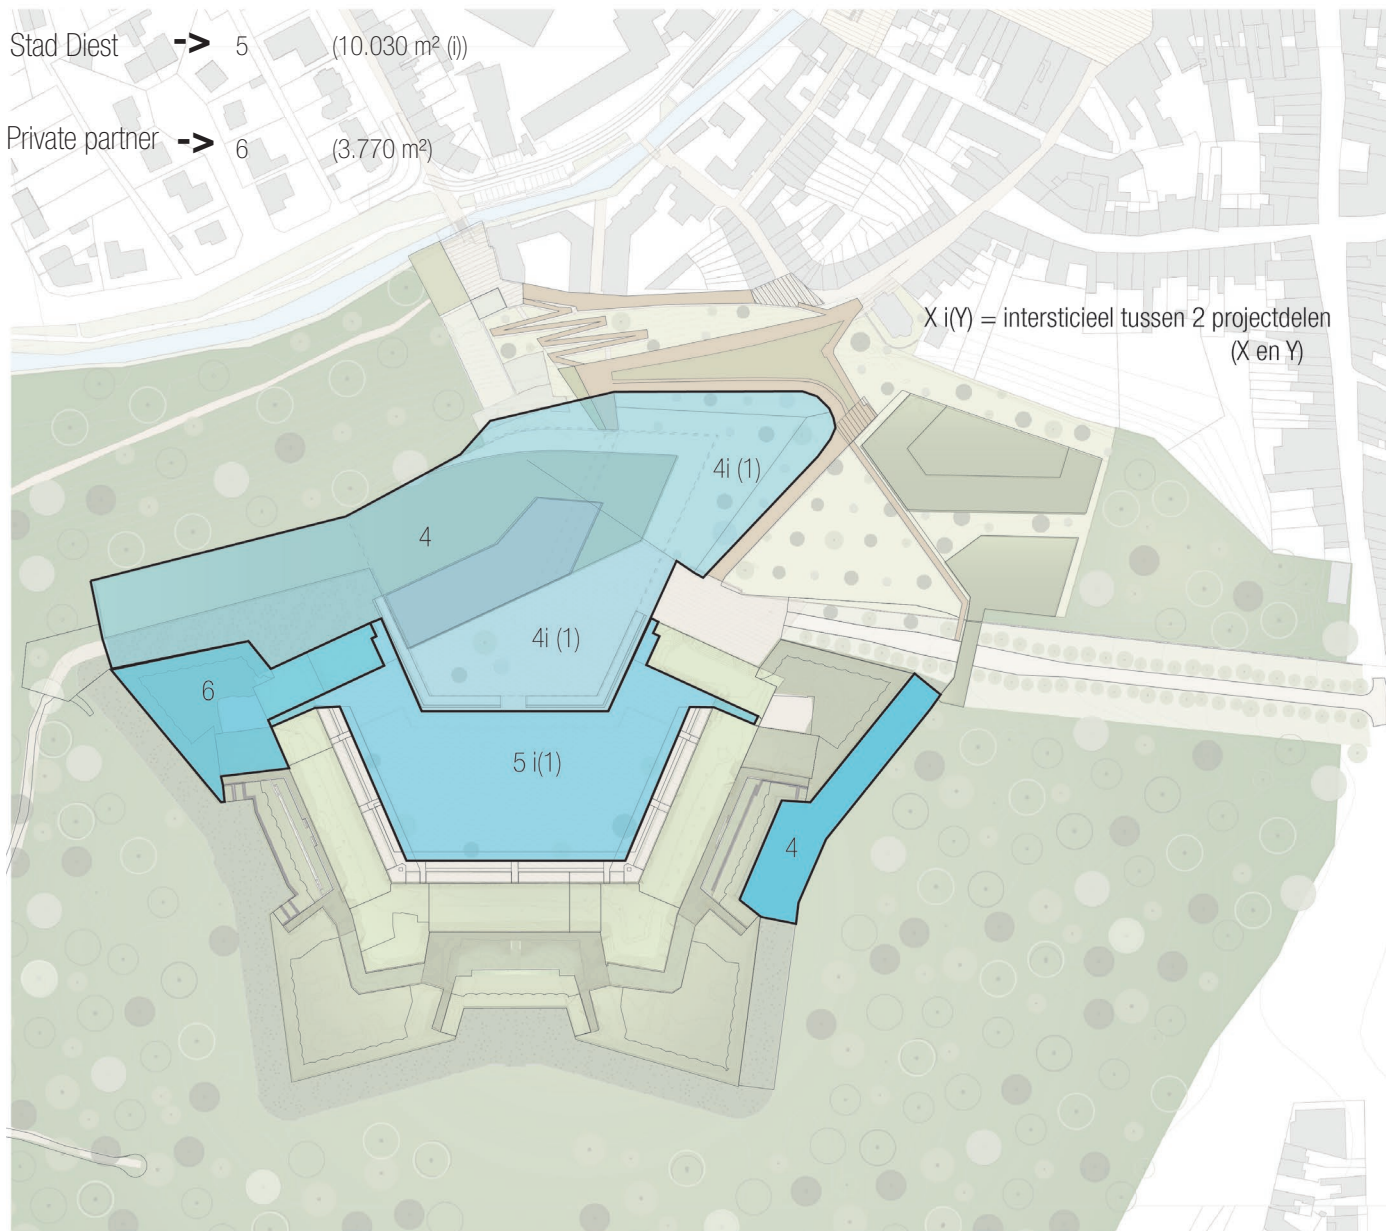 Stad Diest -> 5 (10.030 m² (i))
Private partner -> 6 (3.770 m²)
X i(Y) = intersticieel tussen 2 projectdelen
(X en Y)
4i (1)
4
4i (1)
6
5 i(1)
4